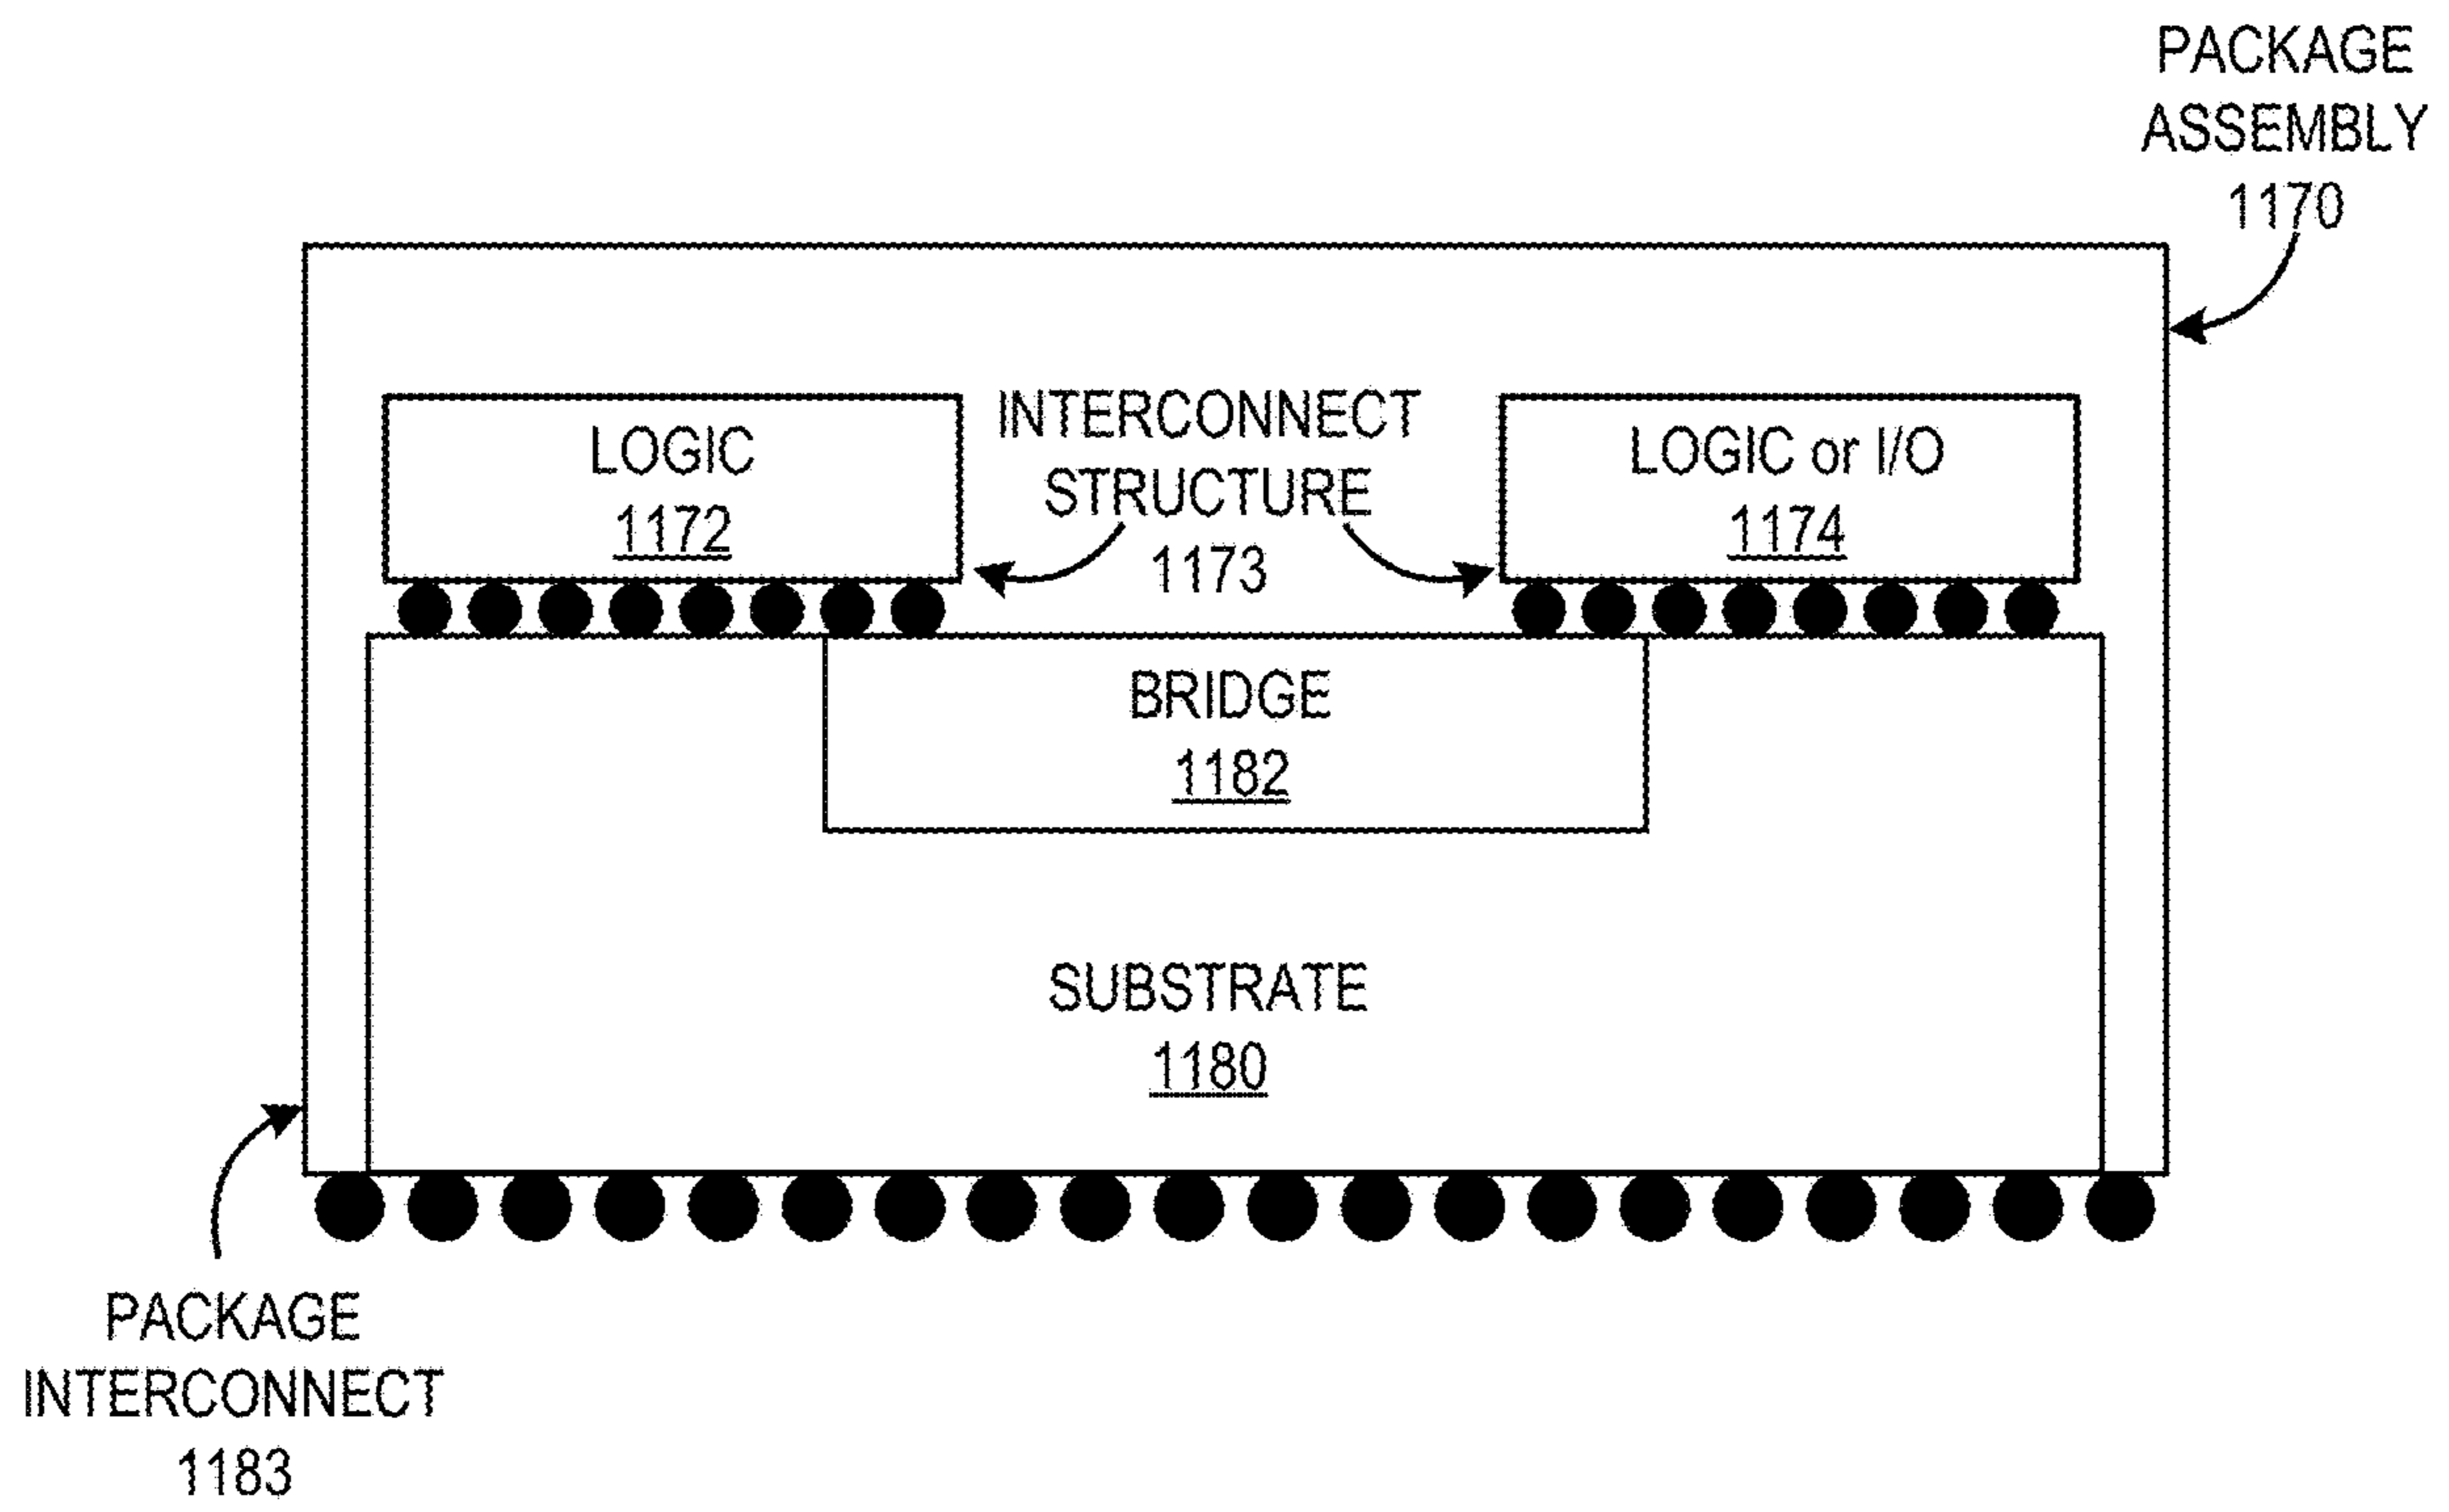 PACKAGE
ASSEMBLY
1170
LOGIC
1172
INTERCONNECT
STRUCTURE
1173
LOGIC or I/O
1174
BRIDGE
1182
SUBSTRATE
1180
PACKAGE
INTERCONNECT
1183